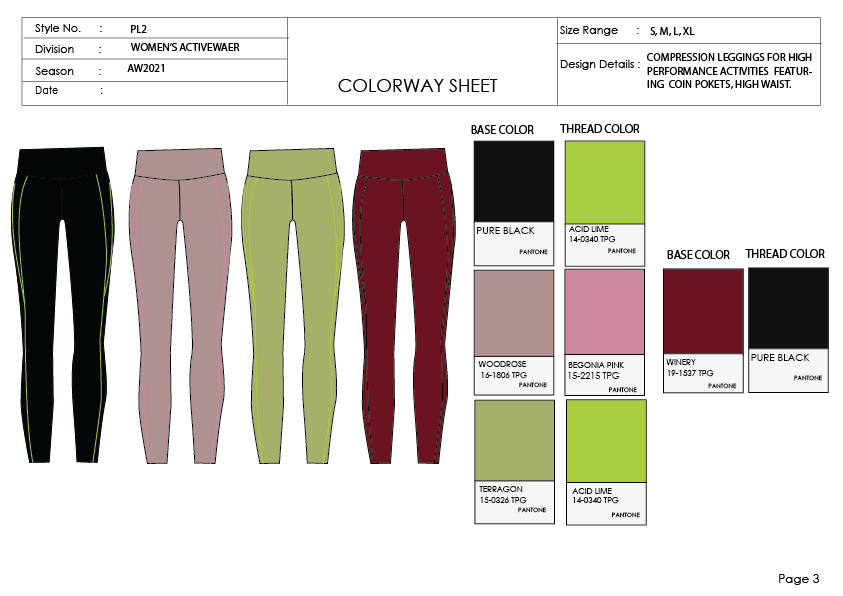 Style No. : PL2
Division : WOMEN'S ACTIVEWAER
Season : AW2021
Date :
COLORWAY SHEET
Size Range : S, M, L, XL
Design Details : COMPRESSION LEGGINGS FOR HIGH
PERFORMANCE ACTIVITIES FEATUR-
ING COIN POKETS, HIGH WAIST.
BASE COLOR THREAD COLOR
PURE BLACK
PANTONE
ACID LIME
14-0340 TPG
PANTONE
WOODROSE
16-1806 TPG
PANTONE
BEGONIA PINK
15-2215 TPG
PANTONE
TERRAGON
15-0326 TPG
PANTONE
ACID LIME
14-0340 TPG
PANTONE
BASE COLOR THREAD COLOR
WINERY
19-1537 TPG
PANTONE
PURE BLACK
PANTONE
Page 3